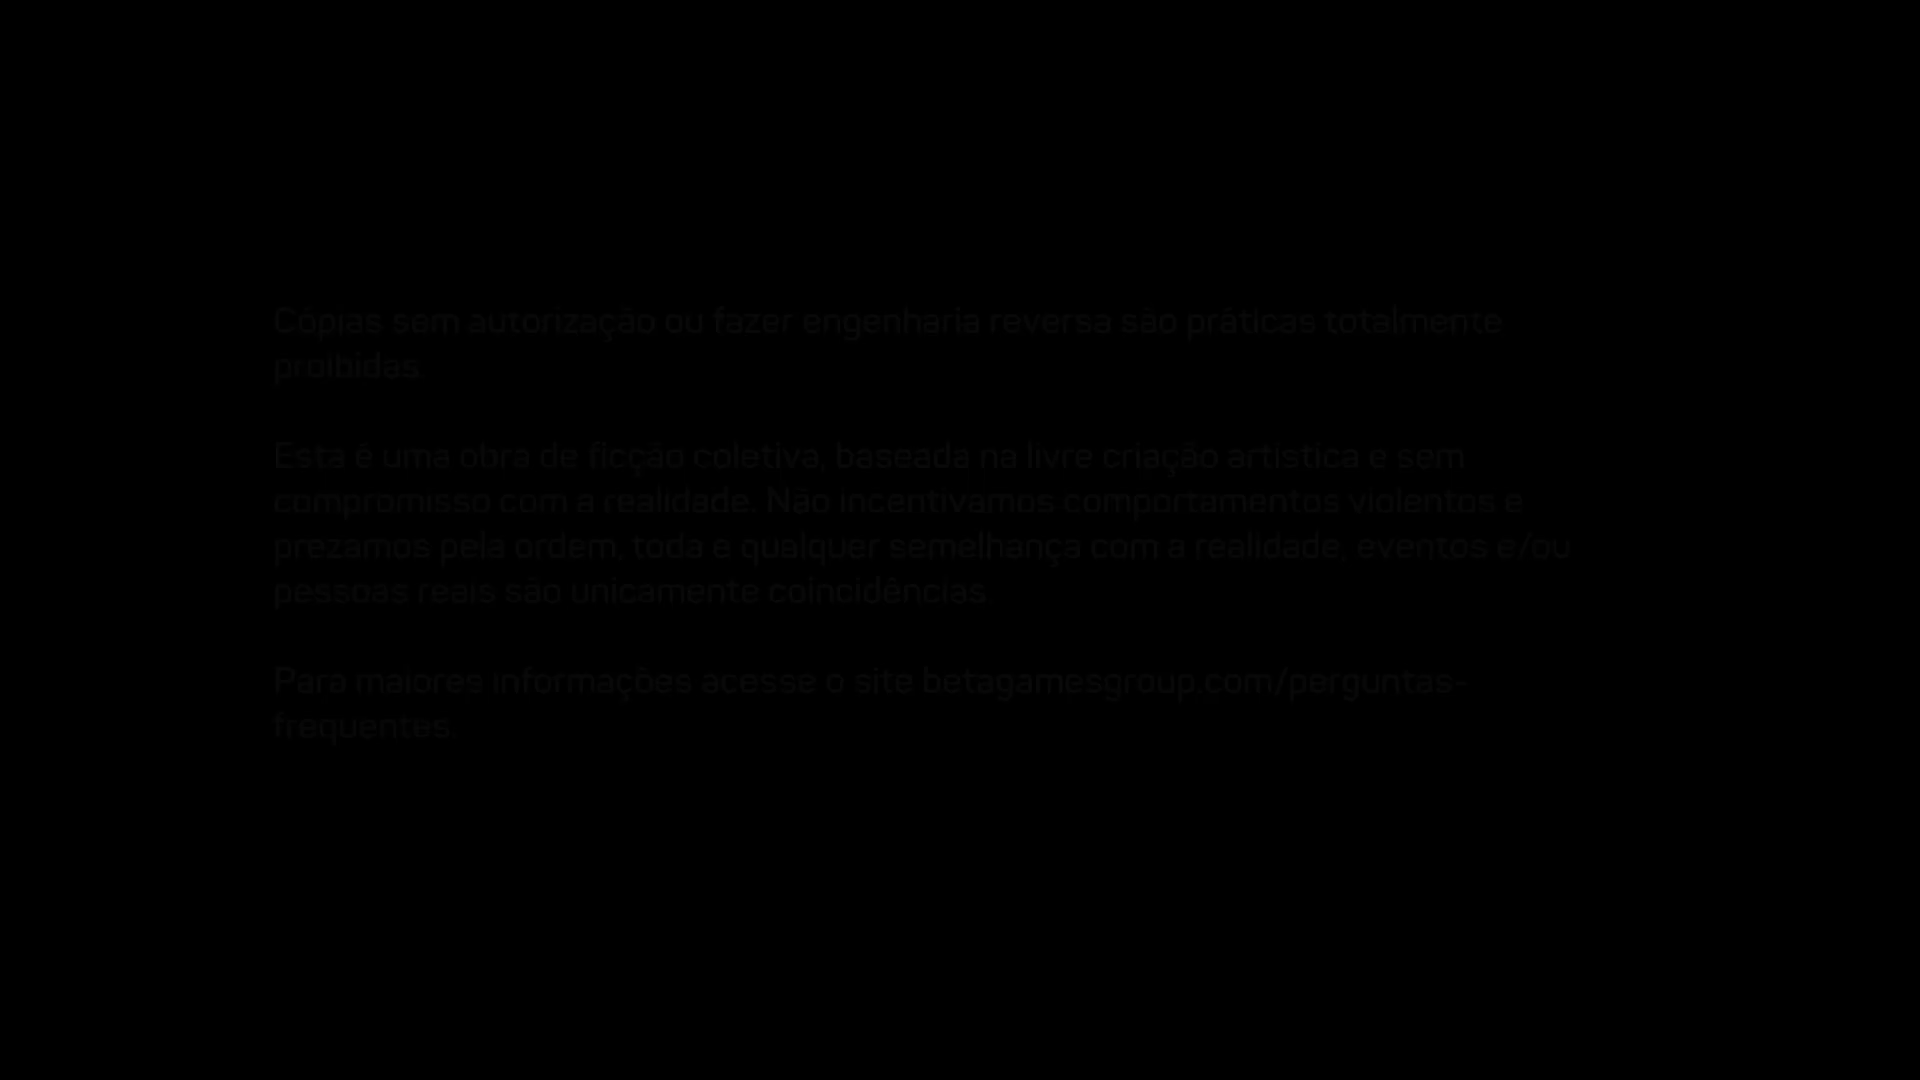 Cópias sem autorização ou fazer engenharia reversa são práticas totalmente
proibidas.
Esta é uma obra de ficção coletiva, baseada na livre criação artistica e sem
compromisso com a realidade. Não incentivamos comportamentos violentos e
prezamos pela ordem, toda e qualquer semelhança com a realidade, eventos e/ou
pessoas reais são unicamente coincidências.
Para maiores informações acesse o site betagamesgroup.com/perguntas-
frequentes.